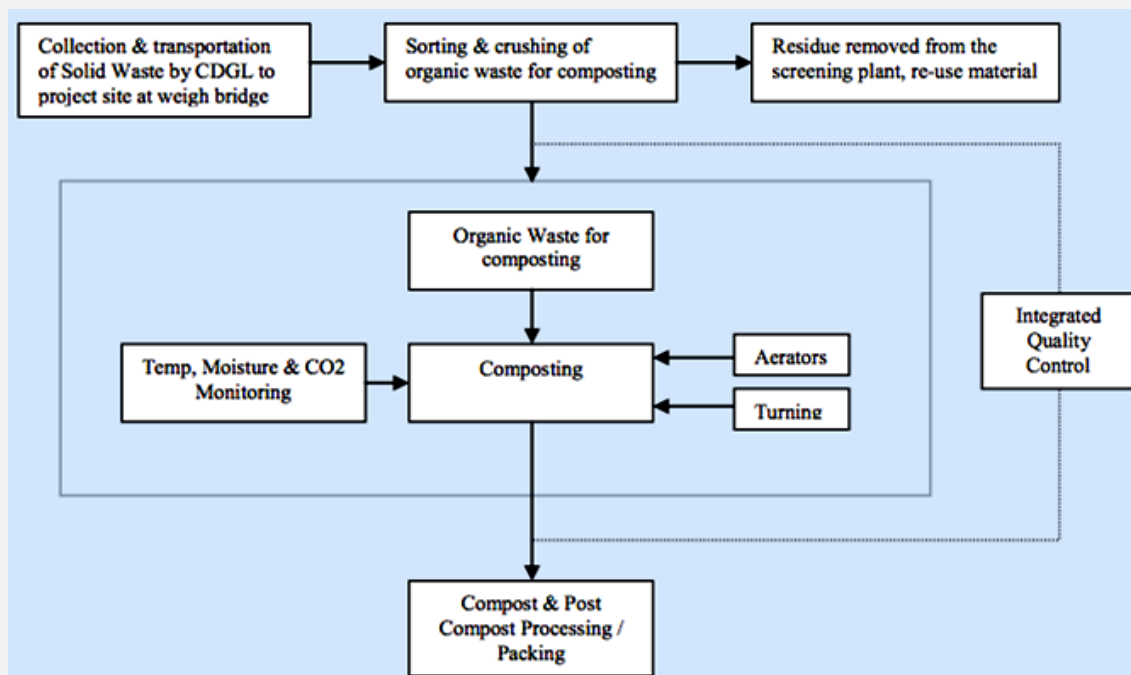 Collection & transportation
of Solid Waste by CDGL to
project site at weigh bridge
Sorting & crushing of
organic waste for composting
Residue removed from the
screening plant, re-use material
Organic Waste for
composting
Temp, Moisture & CO2
Monitoring
Composting
Aerators
Turning
Integrated
Quality
Control
Compost & Post
Compost Processing /
Packing